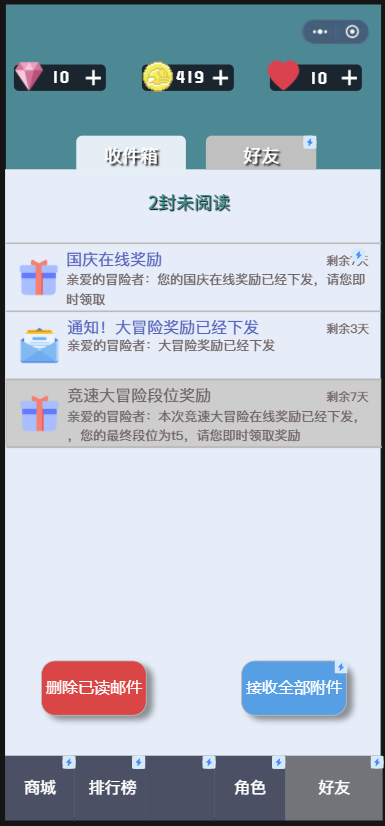 10 + 419 + 10 +
收件箱 好友
2封未阅读
国庆在线奖励 剩余7天
亲爱的冒险者：您的国庆在线奖励已经下发，请您即
时领取
通知！大冒险奖励已经下发 剩余3天
亲爱的冒险者：大冒险奖励已经下发
竞速大冒险段位奖励 剩余7天
亲爱的冒险者：本次竞速大冒险在线奖励已经下发，
，您的最终段位为t5，请您即时领取奖励
删除已读邮件 接收全部附件
商城 排行榜 角色 好友